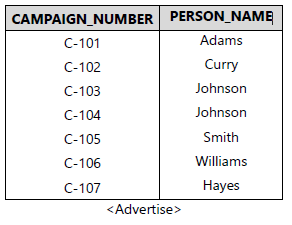 CAMPAIGN_NUMBER PERSON_NAME
C-101 Adams
C-102 Curry
C-103 Johnson
C-104 Johnson
C-105 Smith
C-106 Williams
C-107 Hayes
<Advertise>